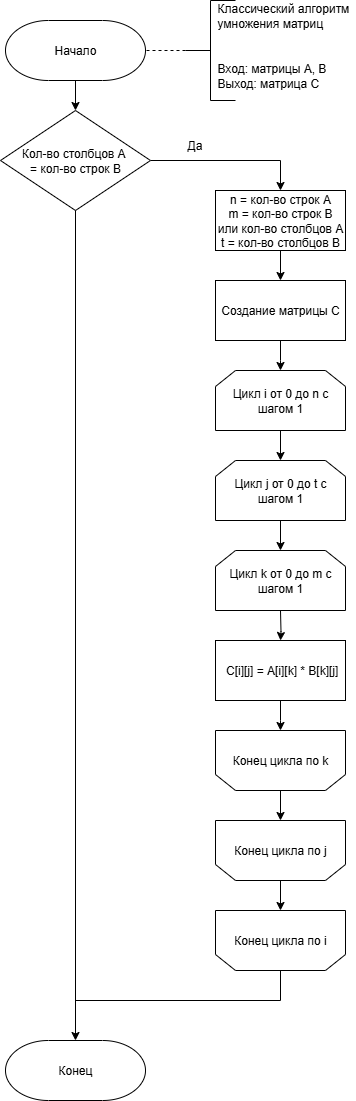 Классический алгоритм
умножения матриц
Вход: матрицы A, B
Выход: матрица C
Начало
Кол-во столбцов A
= кол-во строк B
Да
n = кол-во строк A
m = кол-во строк B
или кол-во столбцов A
t = кол-во столбцов B
Создание матрицы C
Цикл i от 0 до n с
шагом 1
Цикл j от 0 до t с
шагом 1
Цикл k от 0 до m с
шагом 1
C[i][j] = A[i][k] * B[k][j]
Конец цикла по k
Конец цикла по j
Конец цикла по i
Конец